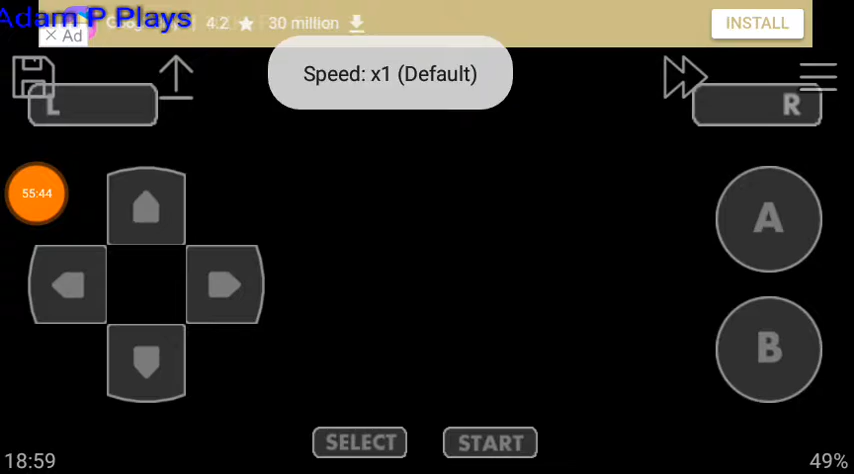 Adam P Plays
4.2 ★ 30 million
INSTALL
× Ad
Speed: x1 (Default)
L
R
55:44
A
B
SELECT
START
18:59
49%